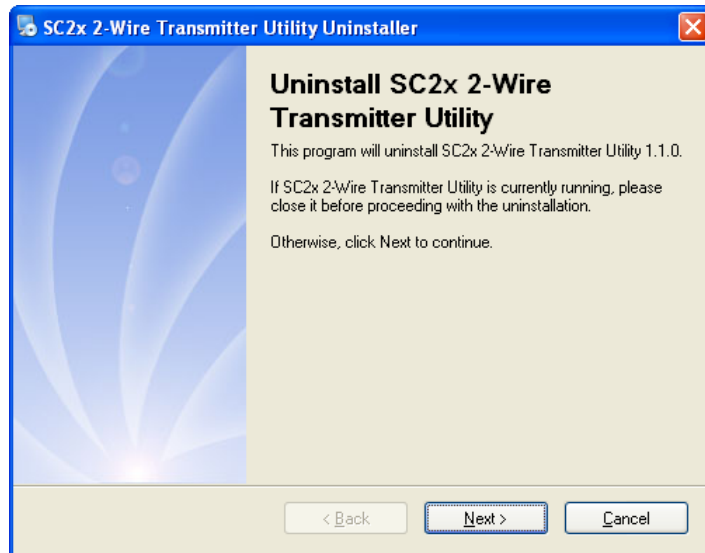 SC2x 2-Wire Transmitter Utility Uninstaller
Uninstall SC2x 2-Wire
Transmitter Utility
This program will uninstall SC2x 2-Wire Transmitter Utility 1.1.0.
If SC2x 2-Wire Transmitter Utility is currently running, please
close it before proceeding with the uninstallation.
Otherwise, click Next to continue.
< Back
Next >
Cancel